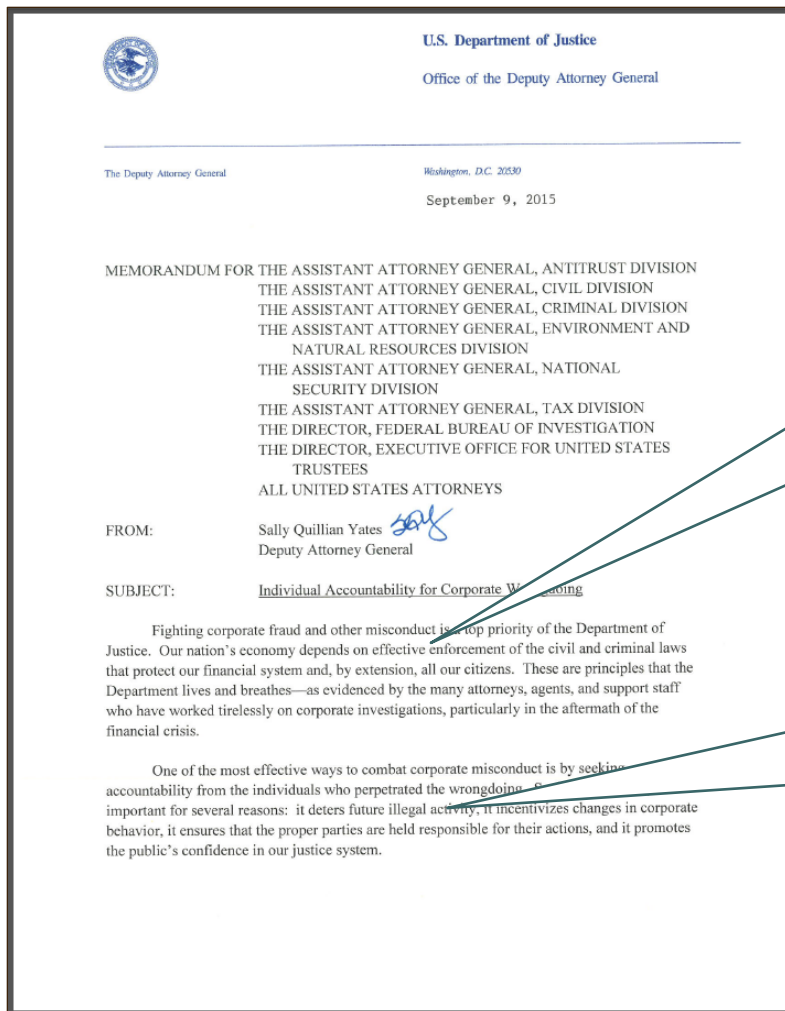 U.S. Department of Justice
Office of the Deputy Attorney General
The Deputy Attorney General
Washington, D.C. 20530
September 9, 2015
MEMORANDUM FOR THE ASSISTANT ATTORNEY GENERAL, ANTITRUST DIVISION
THE ASSISTANT ATTORNEY GENERAL, CIVIL DIVISION
THE ASSISTANT ATTORNEY GENERAL, CRIMINAL DIVISION
THE ASSISTANT ATTORNEY GENERAL, ENVIRONMENT AND
NATURAL RESOURCES DIVISION
THE ASSISTANT ATTORNEY GENERAL, NATIONAL
SECURITY DIVISION
THE ASSISTANT ATTORNEY GENERAL, TAX DIVISION
THE DIRECTOR, FEDERAL BUREAU OF INVESTIGATION
THE DIRECTOR, EXECUTIVE OFFICE FOR UNITED STATES
TRUSTEES
ALL UNITED STATES ATTORNEYS
FROM: Sally Quillian Yates
Deputy Attorney General
SUBJECT: Individual Accountability for Corporate
Fighting corporate fraud and other misconduct is a top priority of the Department of
Justice. Our nation's economy depends on effective enforcement of the civil and criminal laws
that protect our financial system and, by extension, all our citizens. These are principles that the
Department lives and breathes—as evidenced by the many attorneys, agents, and support staff
who have worked tirelessly on corporate investigations, particularly in the aftermath of the
financial crisis.
One of the most effective ways to combat corporate misconduct is by seeking
accountability from the individuals who perpetrated the wrongdoing.
important for several reasons: it deters future illegal activity, it incentivizes changes in corporate
behavior, it ensures that the proper parties are held responsible for their actions, and it promotes
the public's confidence in our justice system.